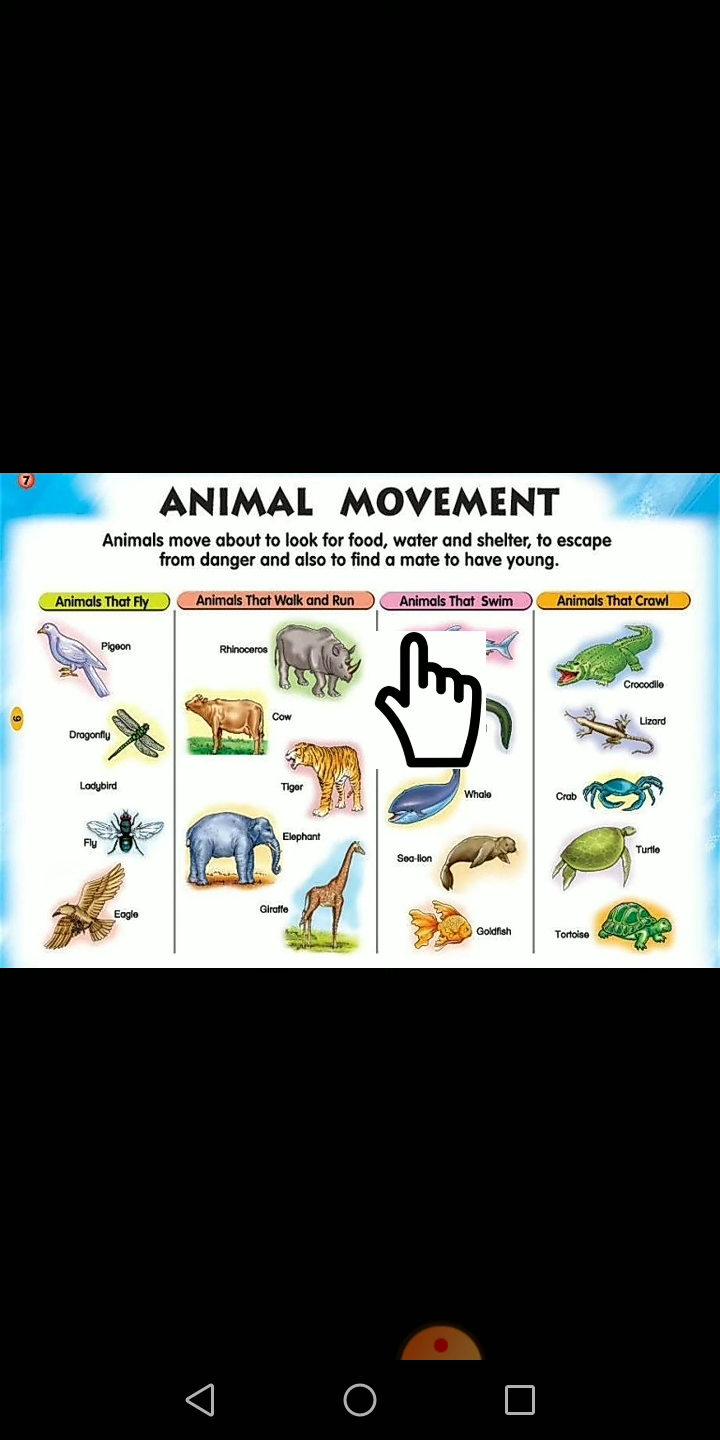 7
ANIMAL MOVEMENT
Animals move about to look for food, water and shelter, to escape
from danger and also to find a mate to have young.
Animals That Fly
Pigeon
Dragonfly
Ladybird
Fly
Eagle
Animals That Walk and Run
Rhinoceros
Cow
Tiger
Elephant
Giraffe
Animals That Swim
Whale
Sea-lion
Goldfish
Animals That Crawl
Crocodile
Lizard
Crab
Turtle
Tortoise